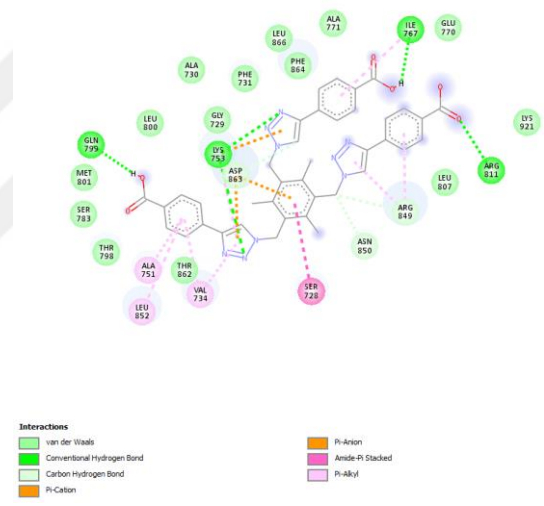 ALA
771
ILE
767
GLU
770
LEU
866
PHE
864
ALA
730
PHE
731
LYS
921
LEU
800
GLY
729
GLN
799
LYS
753
ASP
863
ARG
811
MET
801
LEU
807
SER
783
ARG
849
THR
798
ASN
850
ALA
751
THR
862
VAL
734
SER
728
LEU
852
H
O
O
O
O
H
O
O
N
N
N
N
N
N
N
N
N
Interactions
van der Waals
Conventional Hydrogen Bond
Carbon Hydrogen Bond
Pi-Cation
Pi-Anion
Amide-Pi Stacked
Pi-Alkyl